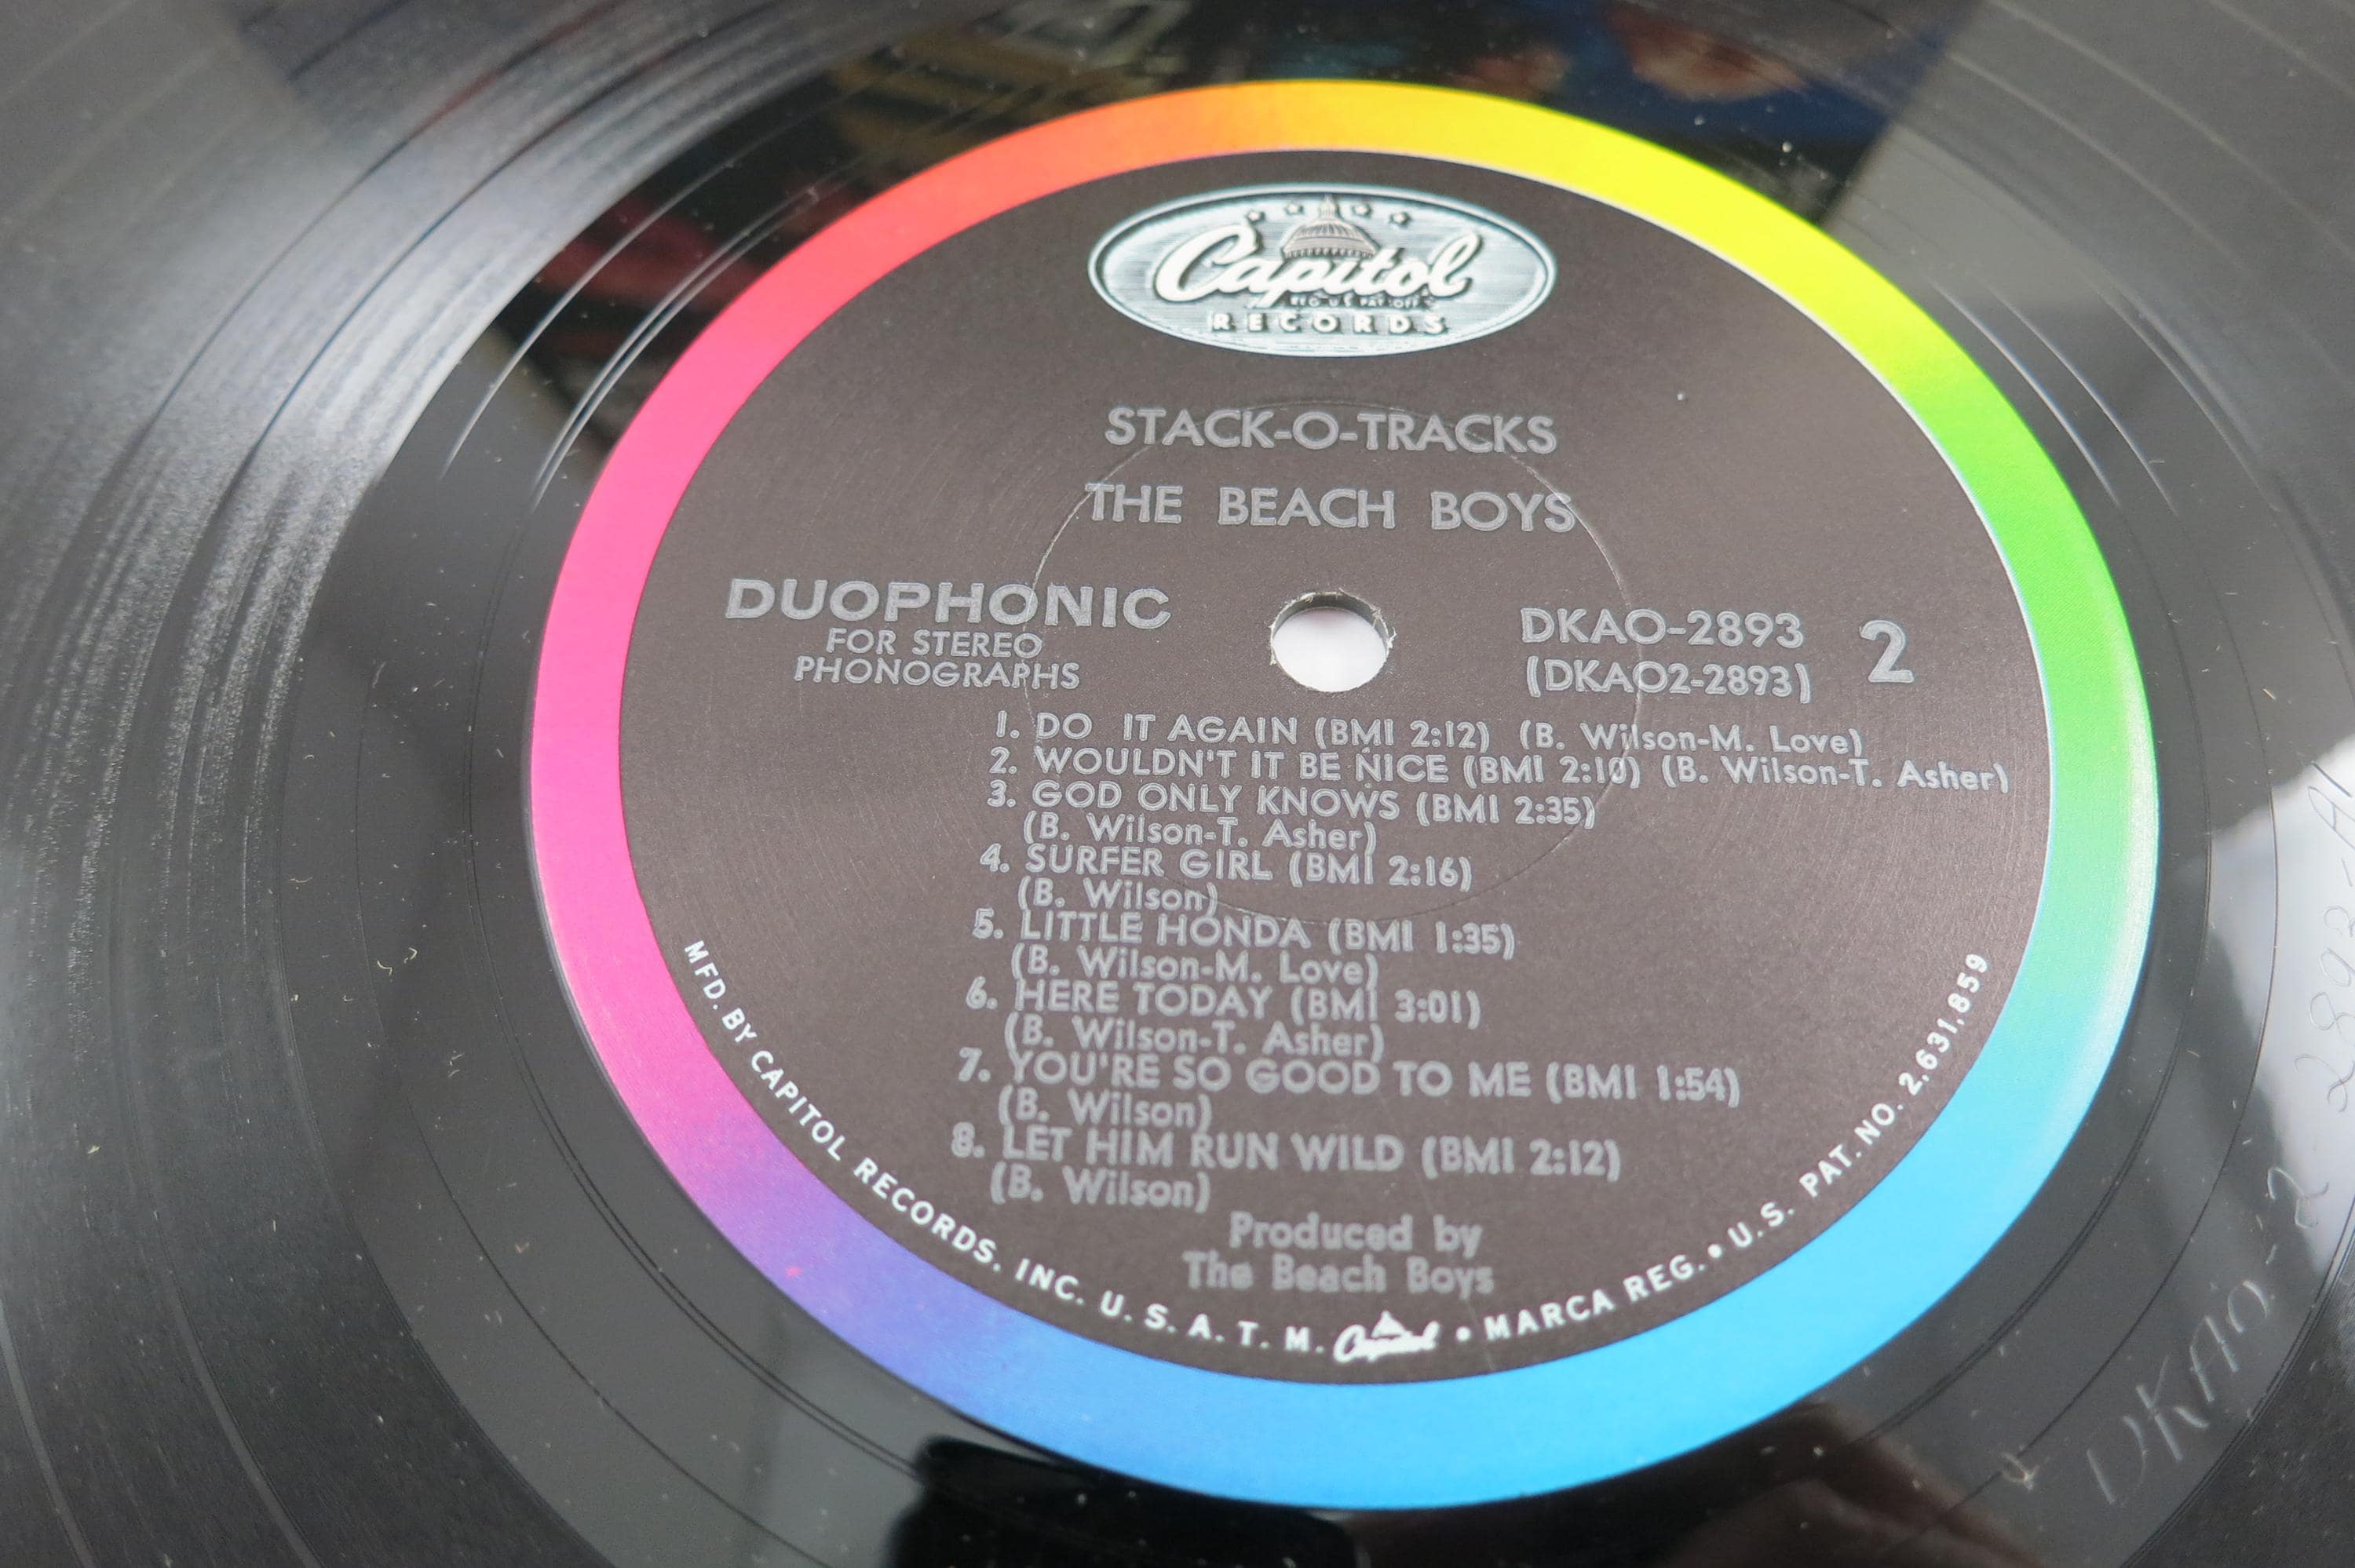 Capitol
REG. U.S. PAT. OFF.
RECORDS
STACK-O-TRACKS
THE BEACH BOYS
DUOPHONIC
FOR STEREO
PHONOGRAPHS
DKAO-2893
(DKAO2-2893)
2
1. DO IT AGAIN (BMI 2:12) (B. Wilson-M. Love)
2. WOULDN'T IT BE NICE (BMI 2:10) (B. Wilson-T. Asher)
3. GOD ONLY KNOWS (BMI 2:35)
(B. Wilson-T. Asher)
4. SURFER GIRL (BMI 2:16)
(B. Wilson)
5. LITTLE HONDA (BMI 1:35)
(B. Wilson-M. Love)
6. HERE TODAY (BMI 3:01)
(B. Wilson-T. Asher)
7. YOU'RE SO GOOD TO ME (BMI 1:54)
(B. Wilson)
8. LET HIM RUN WILD (BMI 2:12)
(B. Wilson)
Produced by
The Beach Boys
MFD. BY CAPITOL RECORDS, INC. U. S. A. T. M. Capitol • MARCA REG. • U.S. PAT. NO. 2,631,859
DKAO-2-2893-